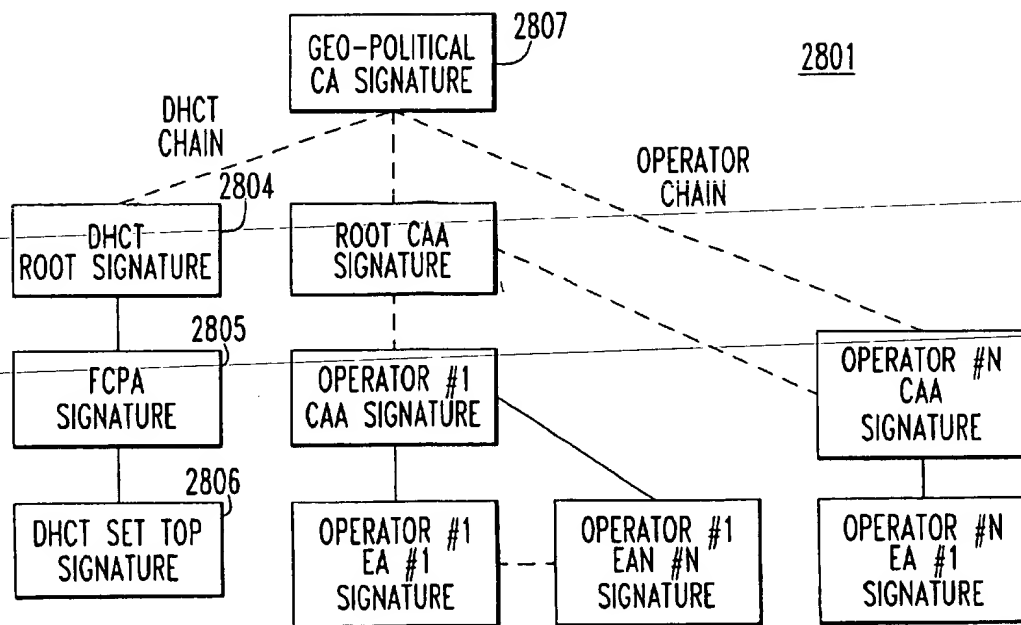 2807
GEO-POLITICAL
CA SIGNATURE
2801
DHCT
CHAIN
OPERATOR
CHAIN
2804
DHCT
ROOT SIGNATURE
ROOT CAA
SIGNATURE
2805
FCPA
SIGNATURE
OPERATOR #1
CAA SIGNATURE
OPERATOR #N
CAA
SIGNATURE
2806
DHCT SET TOP
SIGNATURE
OPERATOR #1
EA #1
SIGNATURE
OPERATOR #1
EAN #N
SIGNATURE
OPERATOR #N
EA #1
SIGNATURE